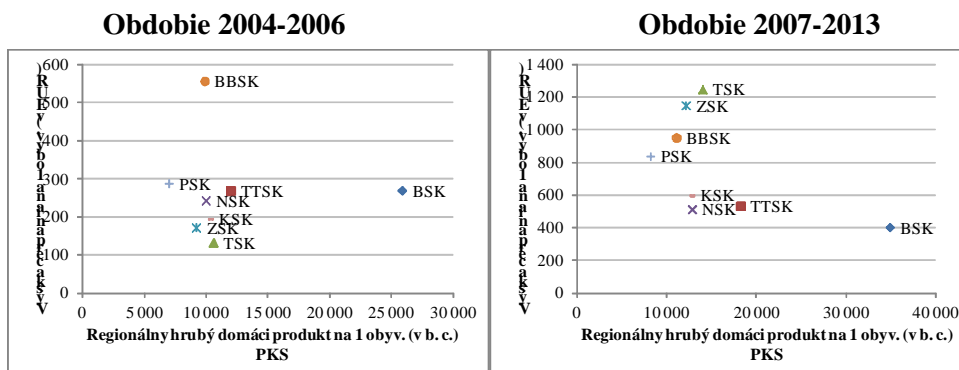 Obdobie 2004-2006
600
500
400
300
200
100
0
BBSK
PSK
TTSK
BSK
NSK
KSK
ZSK
TSK
0 5 000 10 000 15 000 20 000 25 000 30 000
Regionálny hrubý domáci produkt na 1 obyv. (v b. c.)
PKS
Obdobie 2007-2013
1 400
1 200
1 000
800
600
400
200
0
TSK
ZSK
BBSK
PSK
KSK
NSK
TTSK
BSK
0 10 000 20 000 30 000 40 000
Regionálny hrubý domáci produkt na 1 obyv. (v b. c.)
PKS